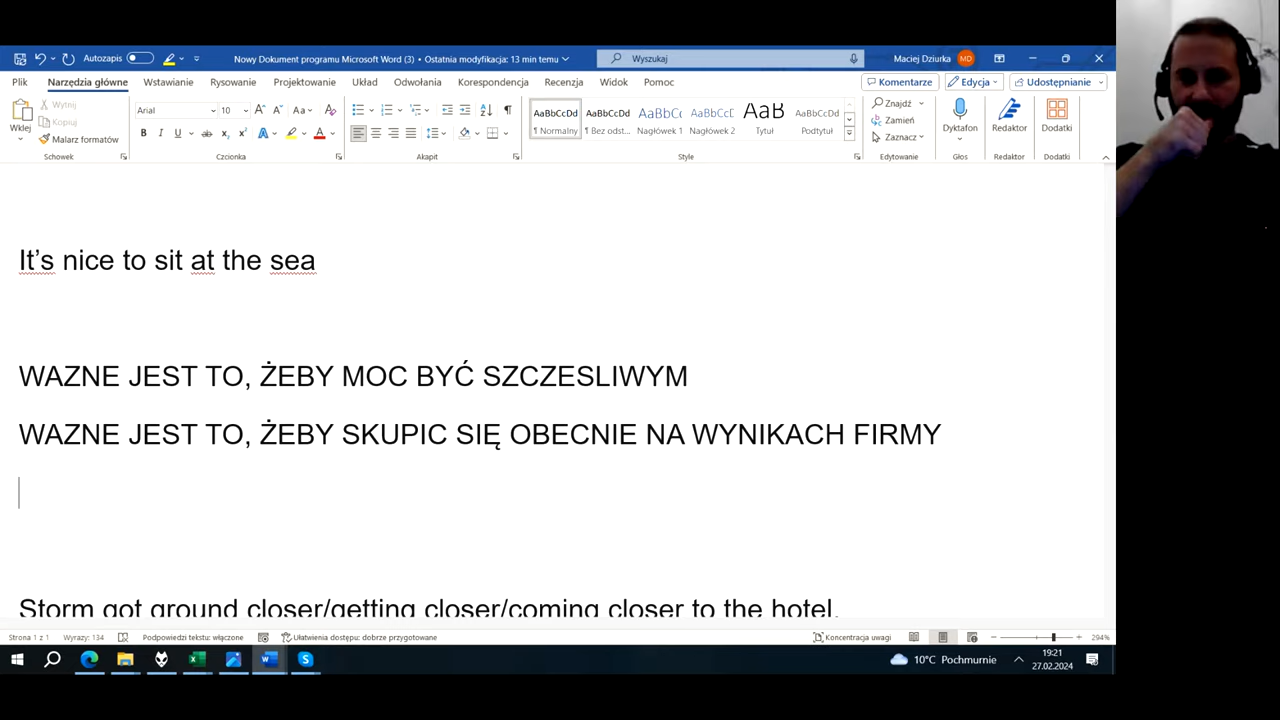 Autozapis
Nowy Dokument programu Microsoft Word (3) • Ostatnia modyfikacja: 13 min temu
Wyszukaj
Maciej Dziurka
MD
Plik
Narzędzia główne
Wstawianie
Rysowanie
Projektowanie
Układ
Odwołania
Korespondencja
Recenzja
Widok
Pomoc
Komentarze
Edycja
Udostępnianie
Wklej
Wytnij
Kopiuj
Malarz formatów
Schowek
Arial
10
Czcionka
Akapit
AaBbCcDd
¶ Normalny
AaBbCcDd
¶ Bez odst...
AaBbCc
Nagłówek 1
AaBbCcD
Nagłówek 2
AaB
Tytuł
AaBbCcDd
Podtytuł
Style
Znajdź
Zamień
Zaznacz
Edytowanie
Dyktafon
Głos
Redaktor
Redaktor
Dodatki
Dodatki
It's nice to sit at the sea
WAZNE JEST TO, ŻEBY MOC BYĆ SZCZESLIWYM
WAZNE JEST TO, ŻEBY SKUPIC SIĘ OBECNIE NA WYNIKACH FIRMY
Storm got ground closer/getting closer/coming closer to the hotel.
Strona 1 z 1
Wyrazy: 134
Podpowiedzi tekstu: włączone
Ułatwienia dostępu: dobrze przygotowane
Koncentracja uwagi
294%
10°C Pochmurnie
19:21
27.02.2024